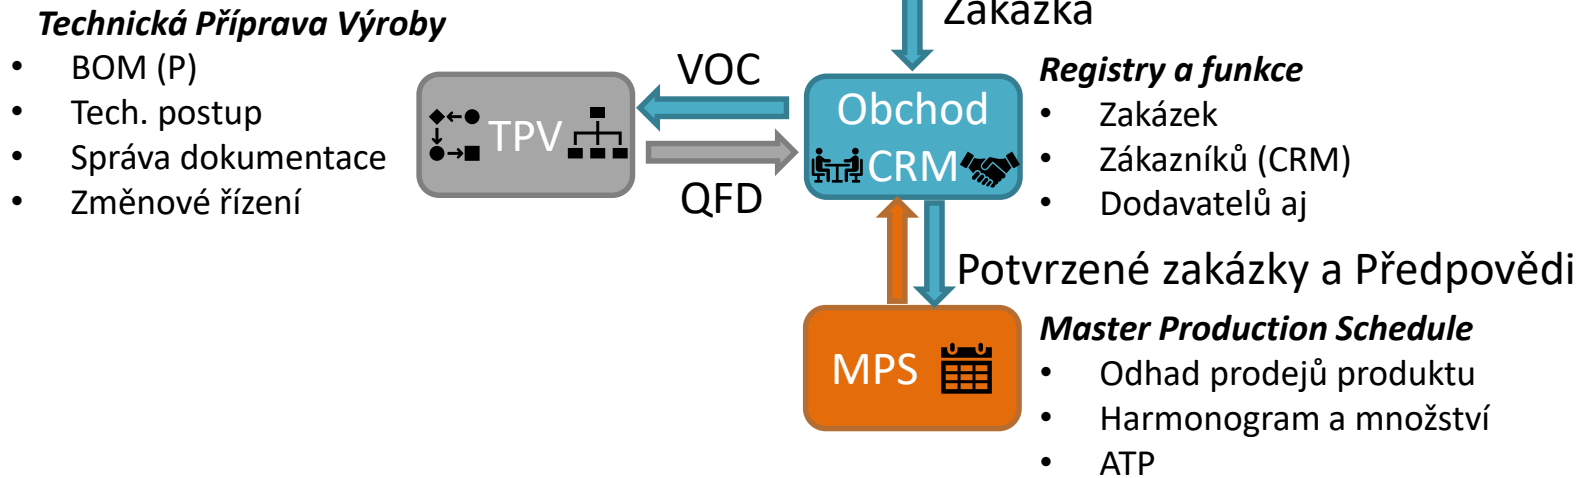 Zakázka
Technická Příprava Výroby
• BOM (P)
• Tech. postup
• Správa dokumentace
• Změnové řízení
TPV
VOC
QFD
Obchod
CRM
Registry a funkce
• Zakázek
• Zákazníků (CRM)
• Dodavatelů aj
Potvrzené zakázky a Předpovědi
MPS
Master Production Schedule
• Odhad prodejů produktu
• Harmonogram a množství
• ATP